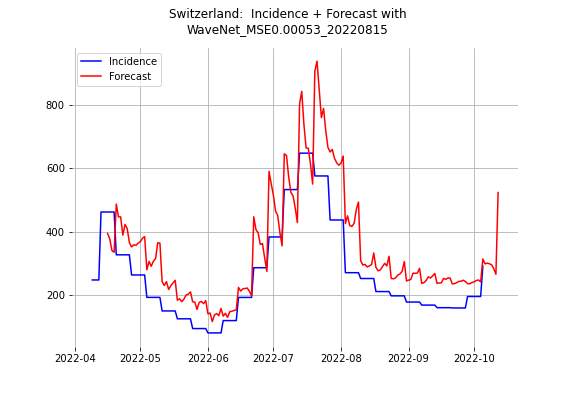 Switzerland:  Incidence + Forecast with
WaveNet_MSE0.00053_20220815
Incidence
Forecast
800
600
400
200
2022-04 2022-05 2022-06 2022-07 2022-08 2022-09 2022-10